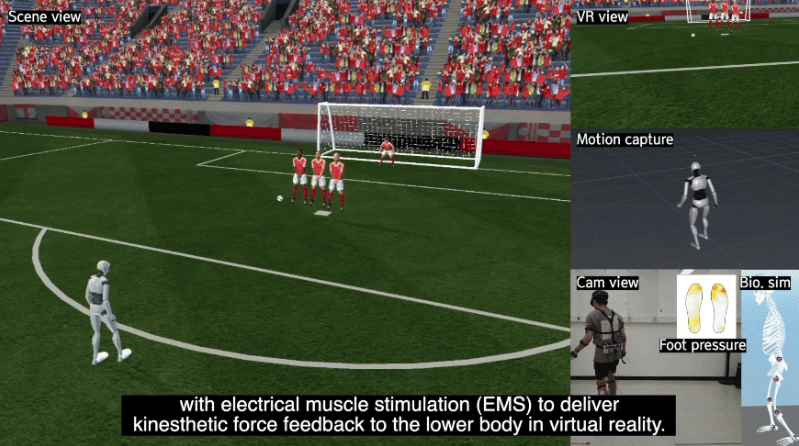 Scene view
VR view
Motion capture
Cam view
Bio. sim
Foot pressure
with electrical muscle stimulation (EMS) to deliver
kinesthetic force feedback to the lower body in virtual reality.